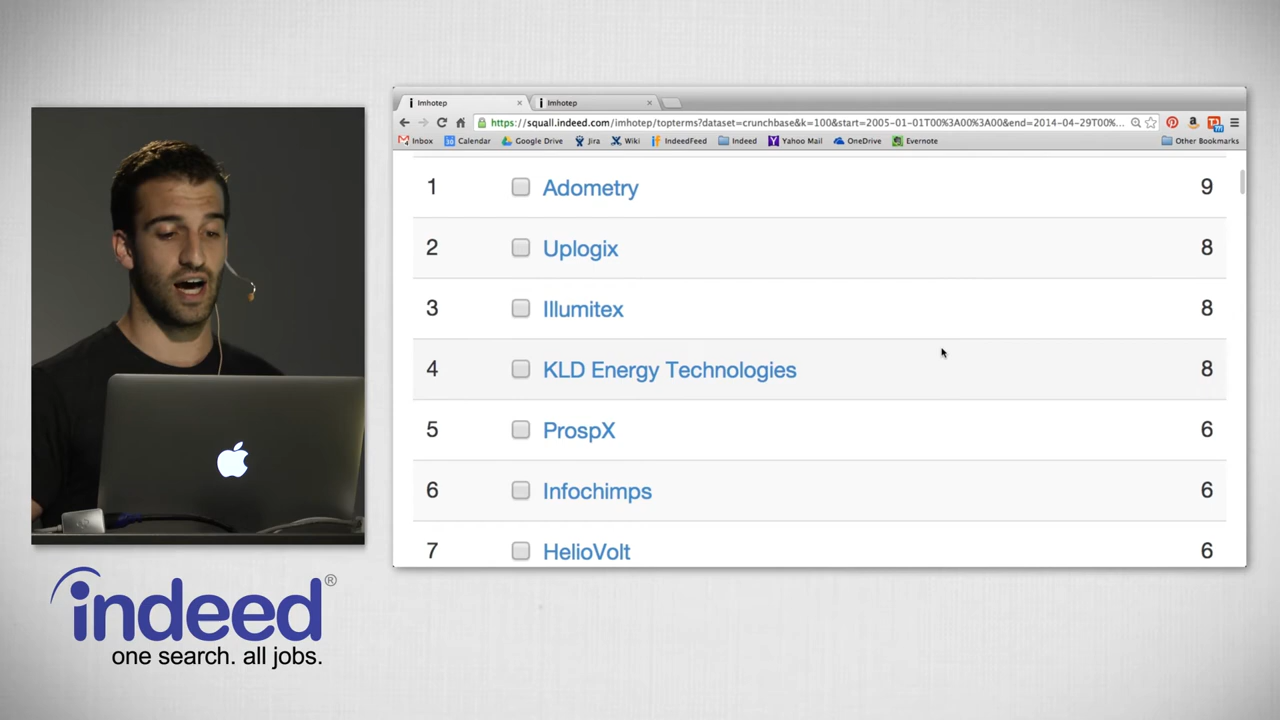 Imhotep
Imhotep
https://squall.indeed.com/imhotep/topterms?dataset=crunchbase&k=100&start=2005-01-01T00%3A00%3A00&end=2014-04-29T00%...
Inbox Calendar Google Drive Jira Wiki IndeedFeed Indeed Yahoo Mail OneDrive Evernote Other Bookmarks
1 Adometry 9
2 Uplogix 8
3 Illumitex 8
4 KLD Energy Technologies 8
5 ProspX 6
6 Infochimps 6
7 HelioVolt 6
indeed®
one search. all jobs.